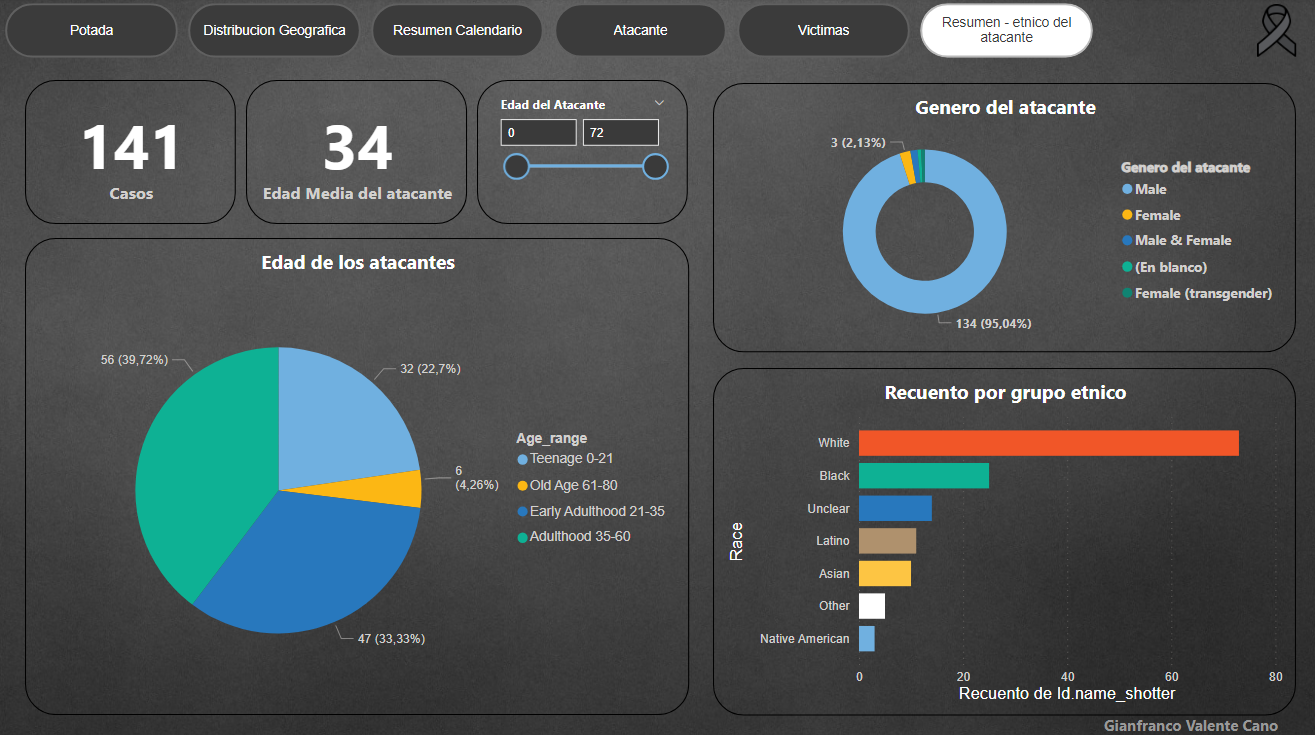 Potada
Distribucion Geografica
Resumen Calendario
Atacante
Victimas
Resumen - etnico del
atacante
141
Casos
34
Edad Media del atacante
Edad del Atacante
0
72
Genero del atacante
3 (2,13%)
134 (95,04%)
Genero del atacante
Male
Female
Male & Female
(En blanco)
Female (transgender)
Edad de los atacantes
56 (39,72%)
32 (22,7%)
6
(4,26%)
47 (33,33%)
Age_range
Teenage 0-21
Old Age 61-80
Early Adulthood 21-35
Adulthood 35-60
Recuento por grupo etnico
Race
White
Black
Unclear
Latino
Asian
Other
Native American
0
20
40
60
80
Recuento de Id.name_shotter
Gianfranco Valente Cano